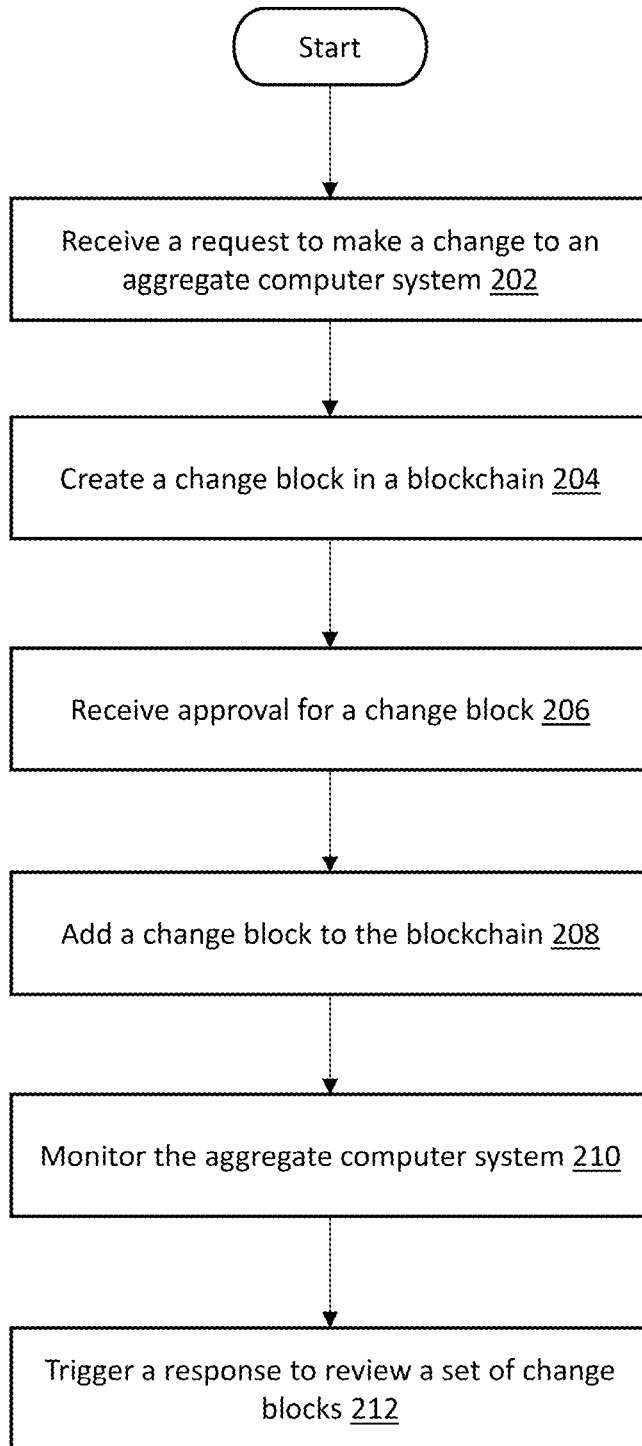 Start
Receive a request to make a change to an
aggregate computer system 202
Create a change block in a blockchain 204
Receive approval for a change block 206
Add a change block to the blockchain 208
Monitor the aggregate computer system 210
Trigger a response to review a set of change
blocks 212